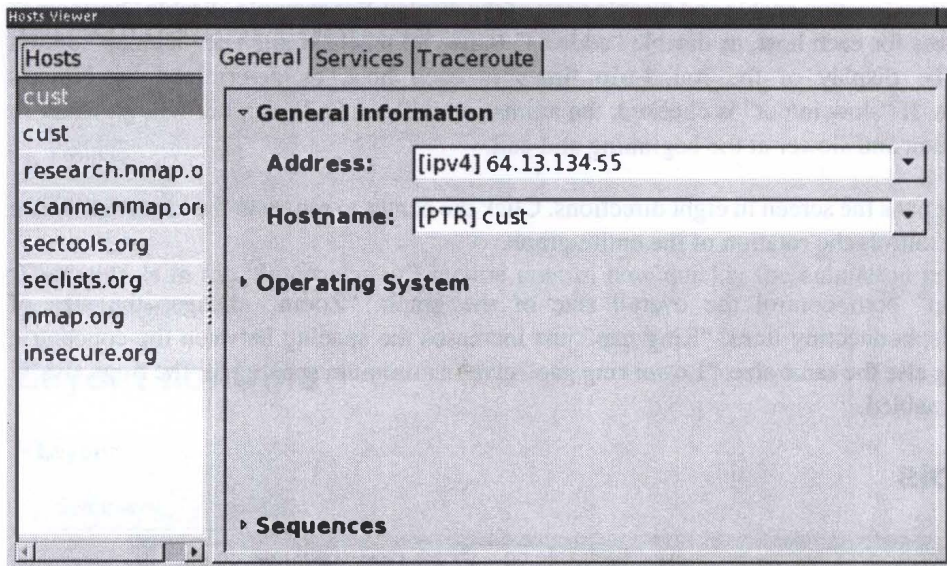 Hosts Viewer
Hosts
cust
cust
research.nmap.o
scanme.nmap.or
sectools.org
seclists.org
nmap.org
insecure.org
General Services Traceroute
General information
Address: [ipv4] 64.13.134.55
Hostname: [PTR] cust
Operating System
Sequences